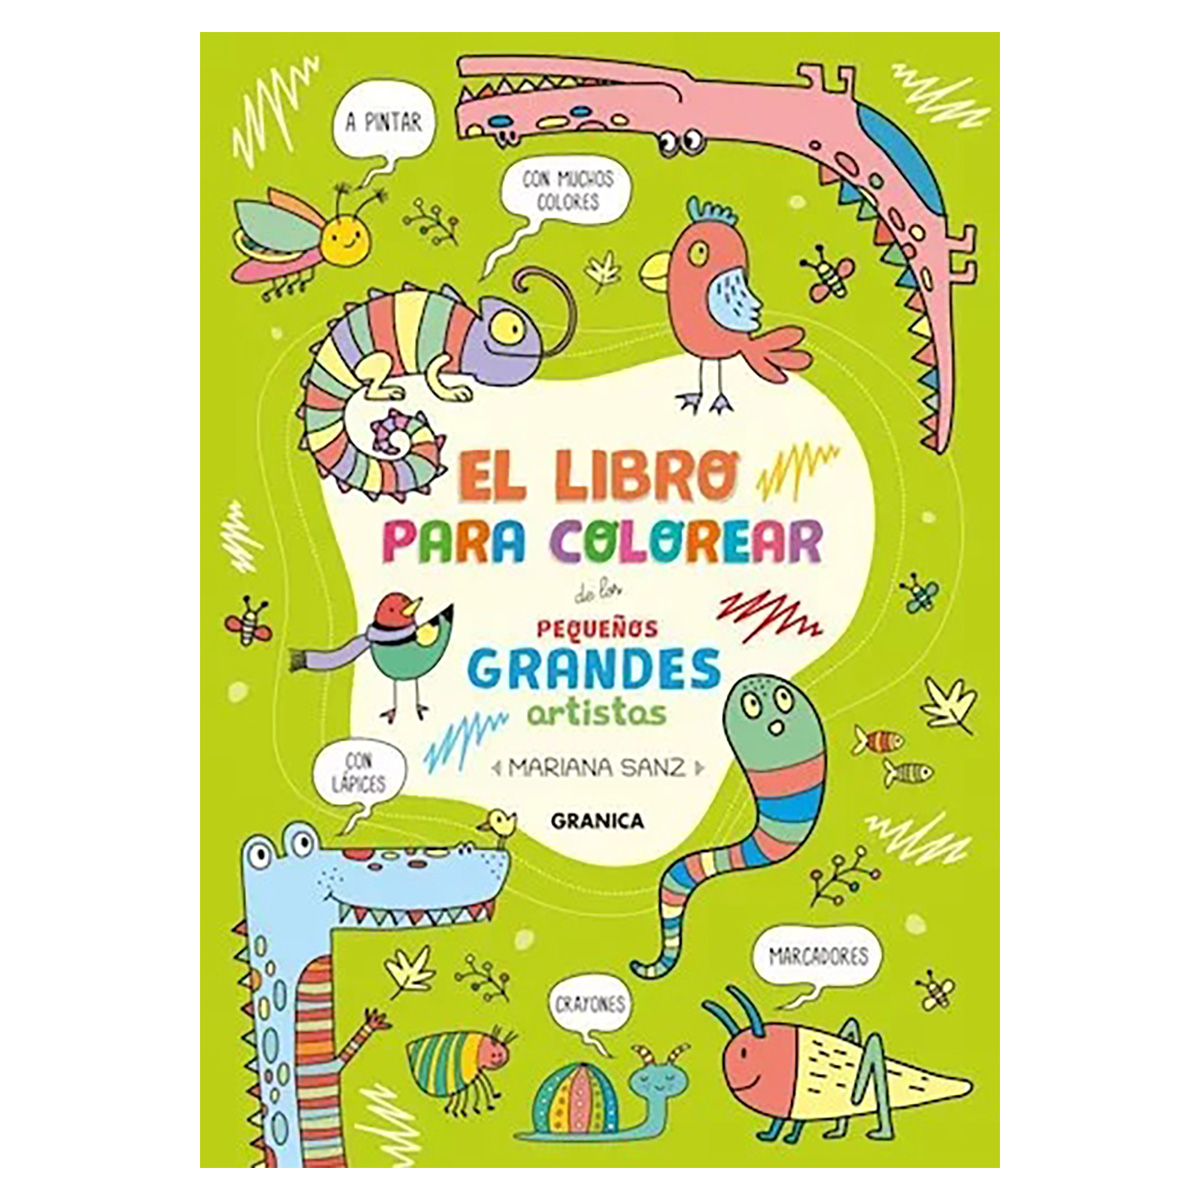 A PINTAR
CON MUCHOS
COLORES
EL LIBRO
PARA COLOREAR
de los
PEQUEÑOS
GRANDES
artistas
MARIANA SANZ
GRANICA
CON
LÁPICES
CRAYONES
MARCADORES